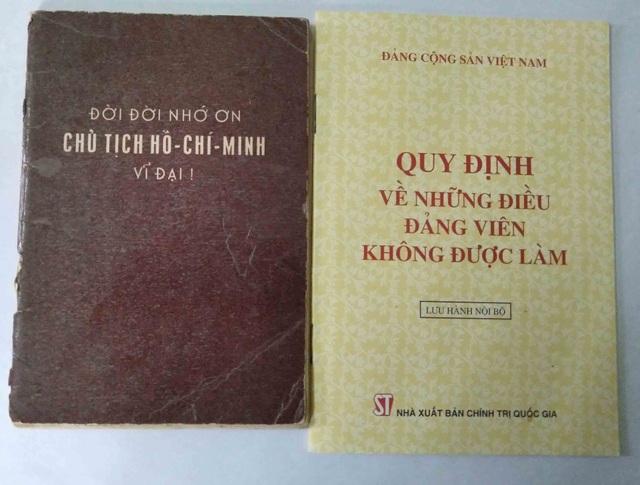 ĐỜI ĐỜI NHỚ ƠN
CHỦ TỊCH HỒ-CHÍ-MINH
VĨ ĐẠI !
ĐẢNG CỘNG SẢN VIỆT NAM
QUY ĐỊNH
VỀ NHỮNG ĐIỀU
ĐẢNG VIÊN
KHÔNG ĐƯỢC LÀM
LƯU HÀNH NỘI BỘ
ST NHÀ XUẤT BẢN CHÍNH TRỊ QUỐC GIA